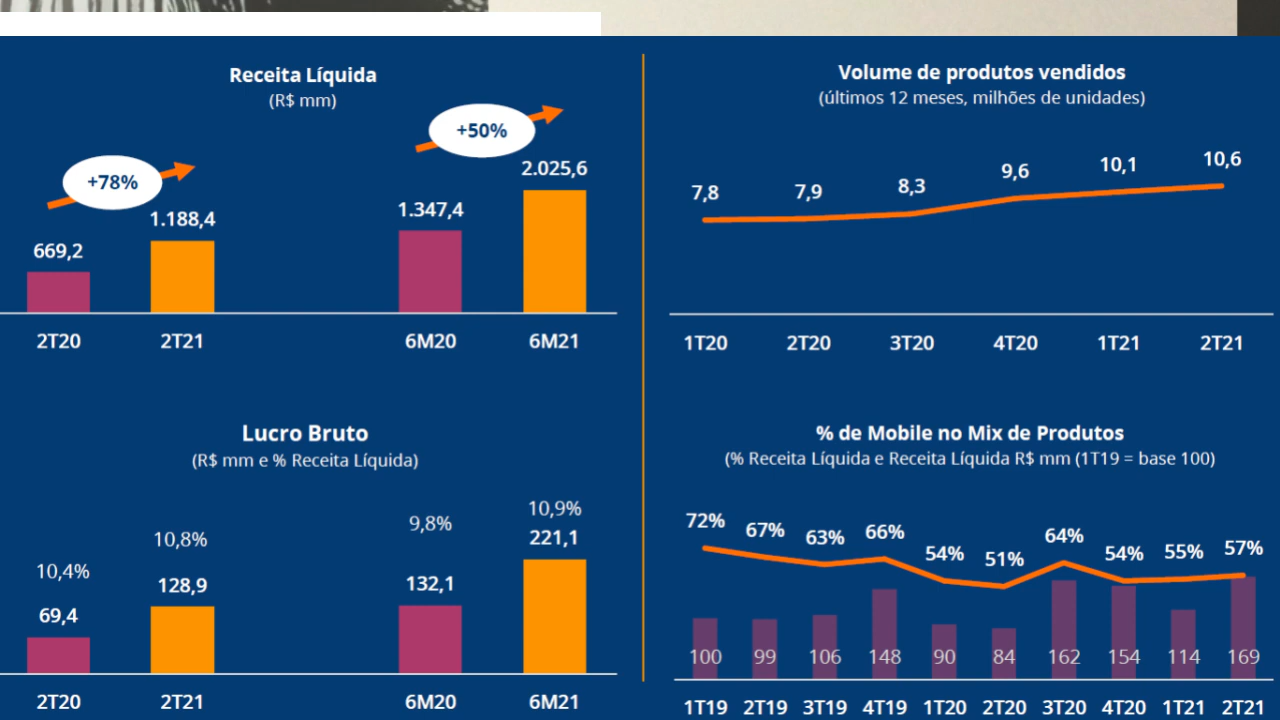 Receita Líquida
(R$ mm)
+78%
+50%
669,2
1.188,4
1.347,4
2.025,6
2T20
2T21
6M20
6M21
Volume de produtos vendidos
(últimos 12 meses, milhões de unidades)
7,8
7,9
8,3
9,6
10,1
10,6
1T20
2T20
3T20
4T20
1T21
2T21
Lucro Bruto
(R$ mm e % Receita Líquida)
10,4%
10,8%
9,8%
10,9%
69,4
128,9
132,1
221,1
2T20
2T21
6M20
6M21
% de Mobile no Mix de Produtos
(% Receita Líquida e Receita Líquida R$ mm (1T19 = base 100)
72%
67%
63%
66%
54%
51%
64%
54%
55%
57%
100
99
106
148
90
84
162
154
114
169
1T19
2T19
3T19
4T19
1T20
2T20
3T20
4T20
1T21
2T21